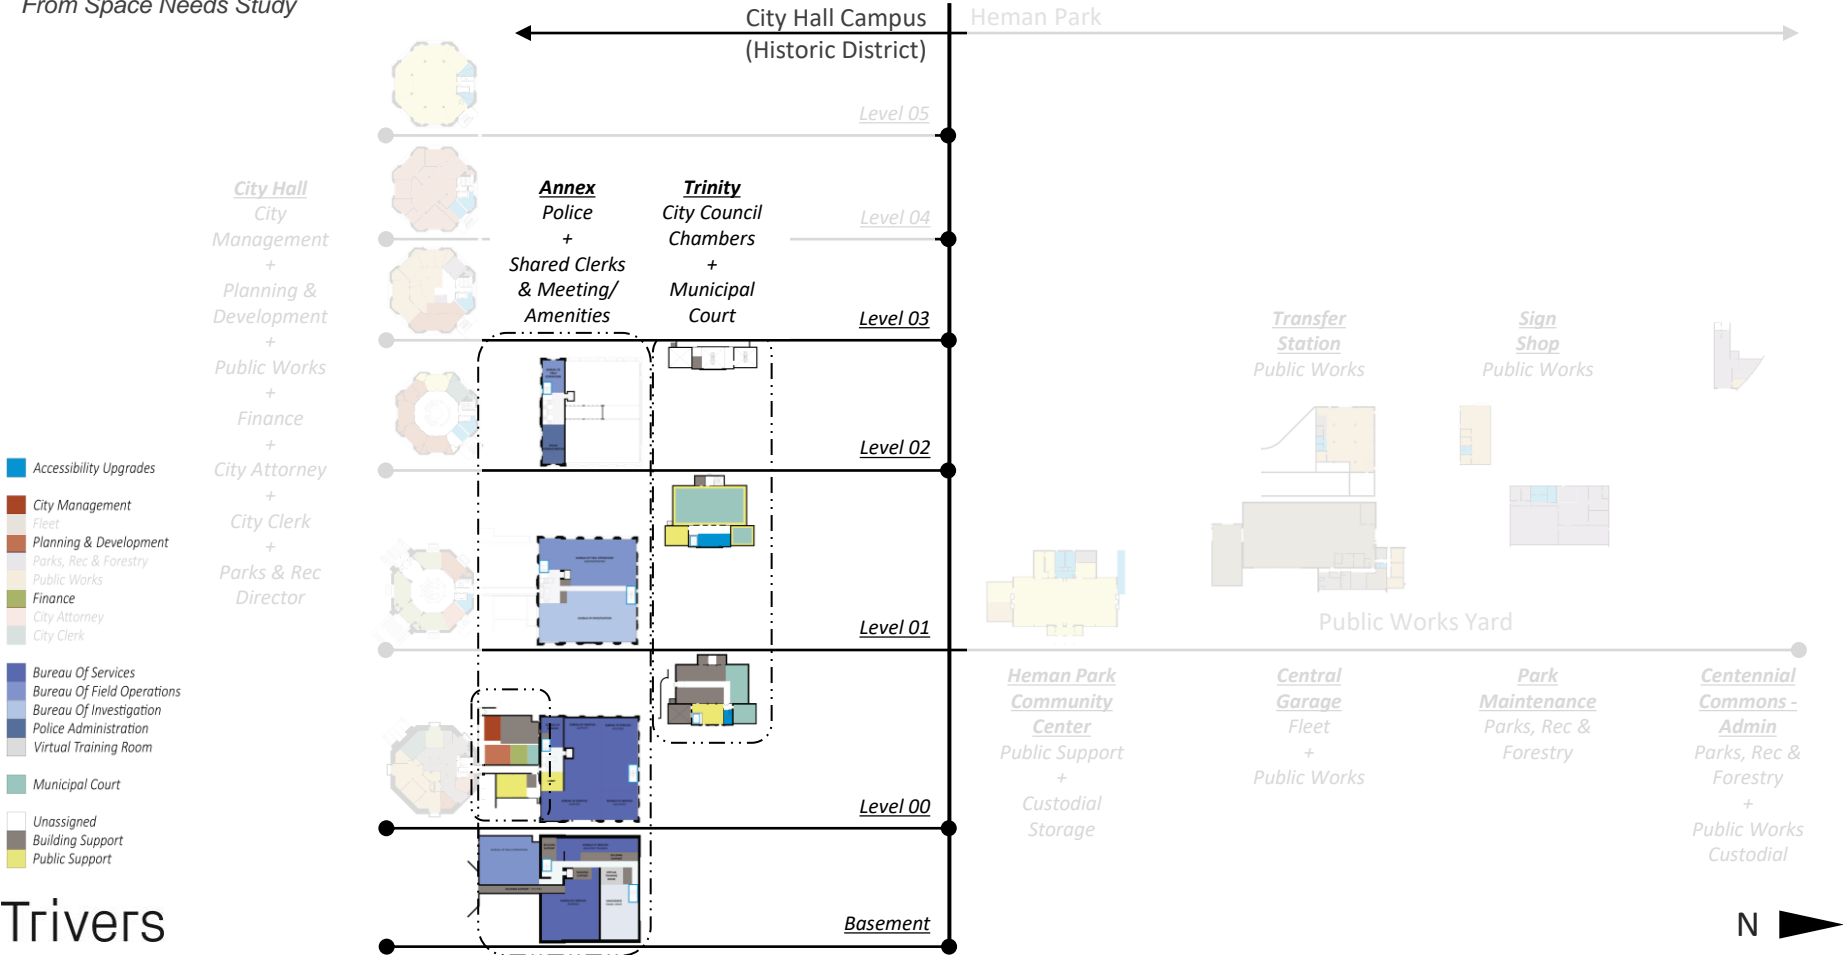 From Space Needs Study
City Hall Campus
(Historic District)
Heman Park
Level 05
Level 04
Level 03
Level 02
Level 01
Level 00
Basement
City Hall
City
Management
+
Planning &
Development
+
Public Works
+
Finance
+
City Attorney
+
City Clerk
+
Parks & Rec
Director
Annex
Police
+
Shared Clerks
& Meeting/
Amenities
Trinity
City Council
Chambers
+
Municipal
Court
Transfer
Station
Public Works
Sign
Shop
Public Works
Public Works Yard
Heman Park
Community
Center
Public Support
+
Custodial
Storage
Central
Garage
Fleet
+
Public Works
Park
Maintenance
Parks, Rec &
Forestry
Centennial
Commons -
Admin
Parks, Rec &
Forestry
+
Public Works
Custodial
Accessibility Upgrades
City Management
Fleet
Planning & Development
Parks, Rec & Forestry
Public Works
Finance
City Attorney
City Clerk
Bureau Of Services
Bureau Of Field Operations
Bureau Of Investigation
Police Administration
Virtual Training Room
Municipal Court
Unassigned
Building Support
Public Support
Trivers
N